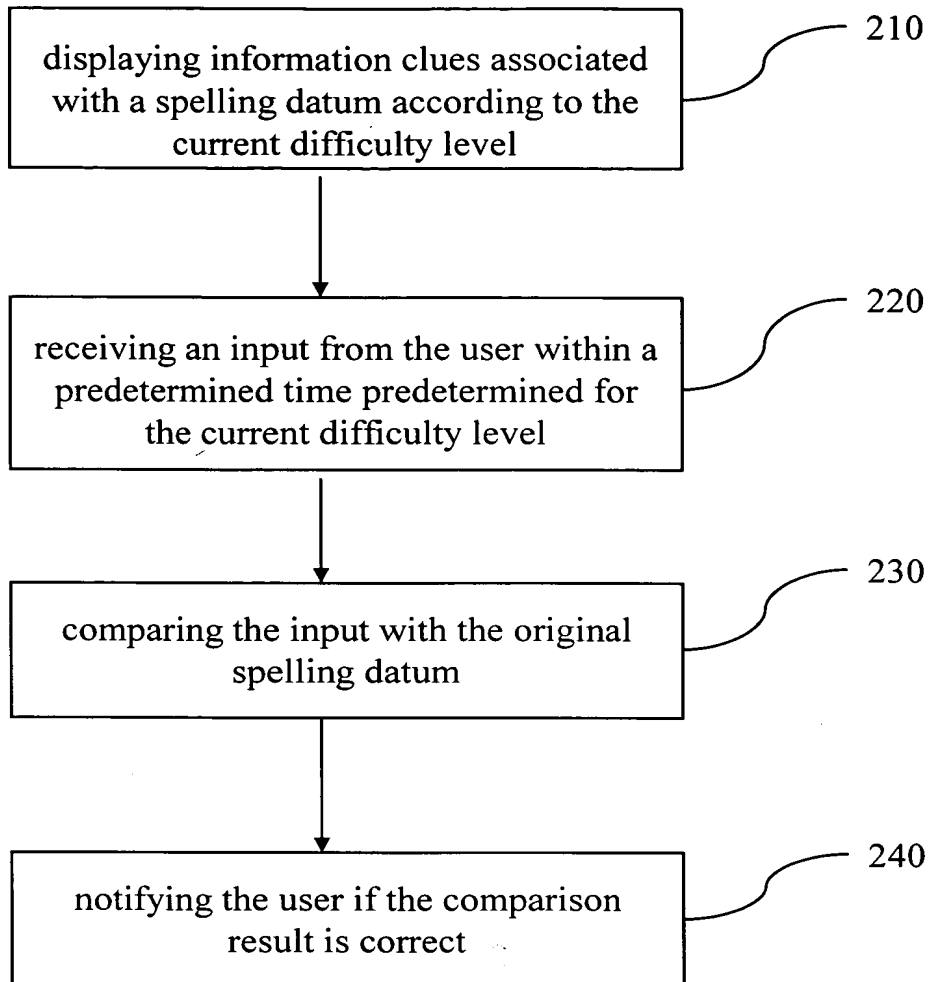 displaying information clues associated
with a spelling datum according to the
current difficulty level
210
receiving an input from the user within a
predetermined time predetermined for
the current difficulty level
220
comparing the input with the original
spelling datum
230
notifying the user if the comparison
result is correct
240